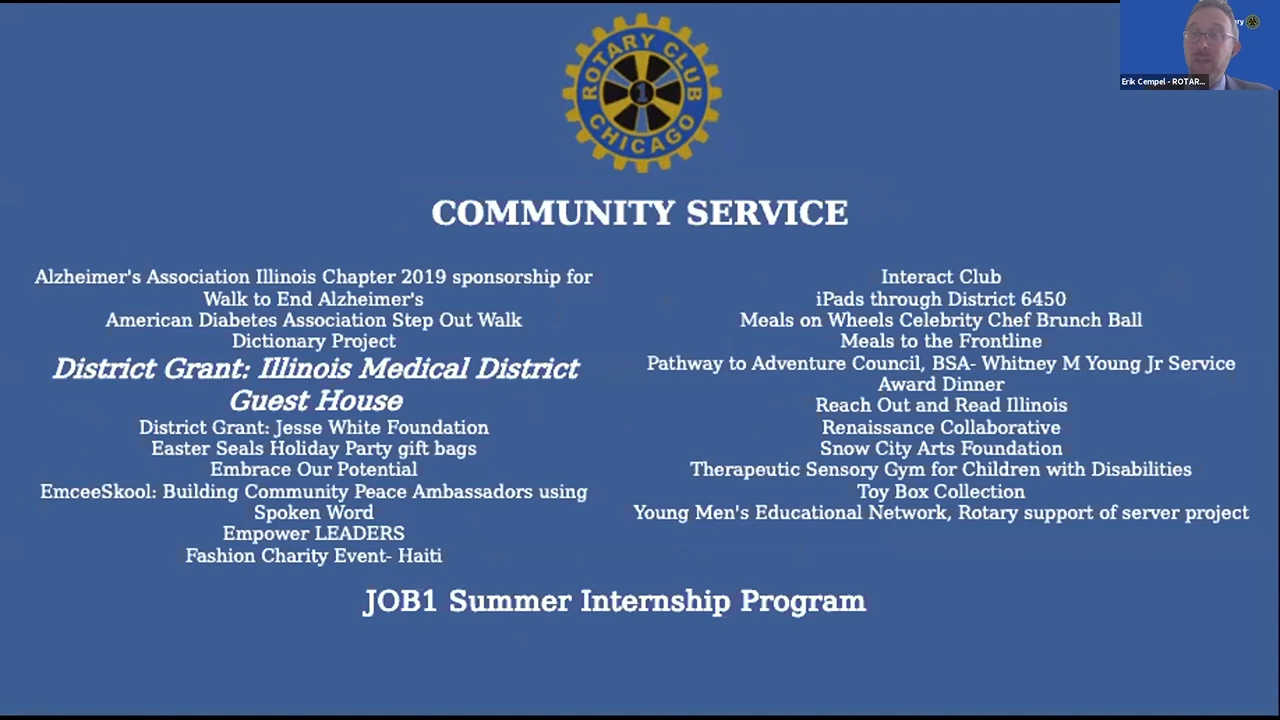 ROTARY CLUB
1
CHICAGO
ry
Erik Cempel - ROTAR...
COMMUNITY SERVICE
Alzheimer's Association Illinois Chapter 2019 sponsorship for
Walk to End Alzheimer's
American Diabetes Association Step Out Walk
Dictionary Project
District Grant: Illinois Medical District
Guest House
District Grant: Jesse White Foundation
Easter Seals Holiday Party gift bags
Embrace Our Potential
EmceeSkool: Building Community Peace Ambassadors using
Spoken Word
Empower LEADERS
Fashion Charity Event- Haiti
Interact Club
iPads through District 6450
Meals on Wheels Celebrity Chef Brunch Ball
Meals to the Frontline
Pathway to Adventure Council, BSA- Whitney M Young Jr Service
Award Dinner
Reach Out and Read Illinois
Renaissance Collaborative
Snow City Arts Foundation
Therapeutic Sensory Gym for Children with Disabilities
Toy Box Collection
Young Men's Educational Network, Rotary support of server project
JOB1 Summer Internship Program